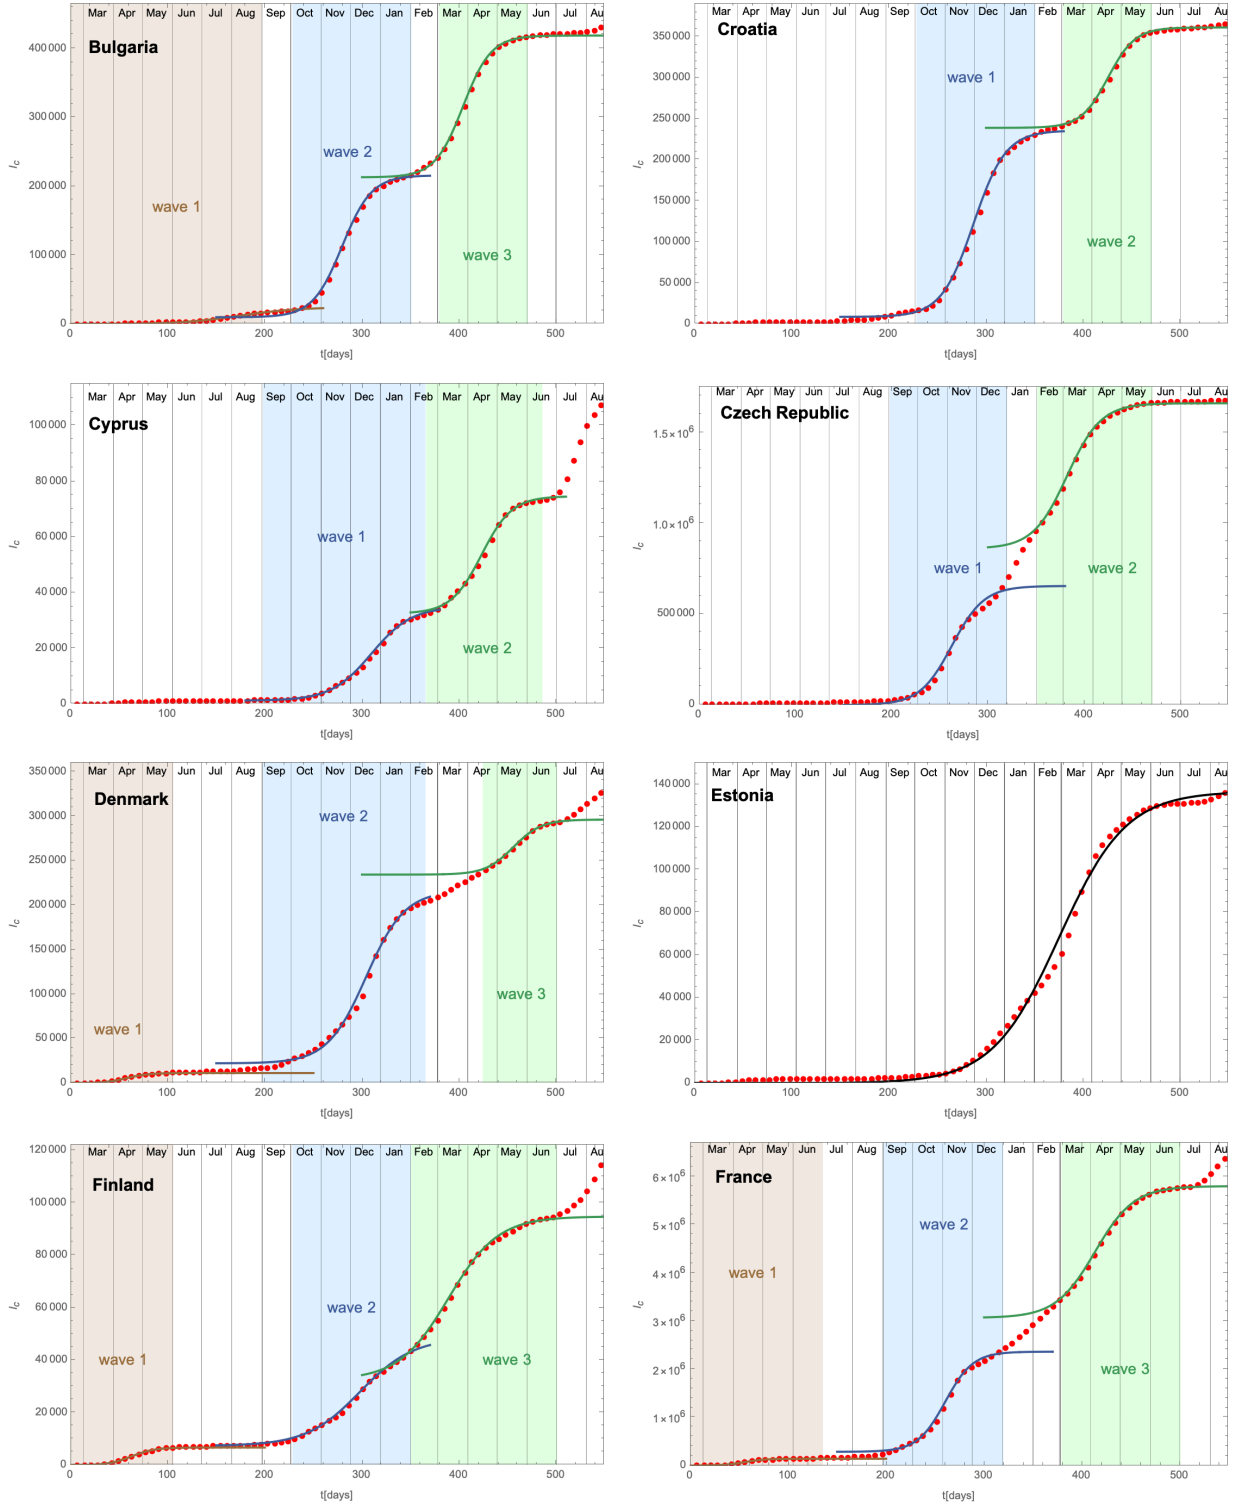 Mar Apr May Jun Jul Aug Sep Oct Nov Dec Jan Feb Mar Apr May Jun Jul Au
Bulgaria
400 000
300 000
200 000
100 000
0
I_c
wave 1
wave 2
wave 3
0 100 200 300 400 500
t[days]
Mar Apr May Jun Jul Aug Sep Oct Nov Dec Jan Feb Mar Apr May Jun Jul Au
Croatia
350 000
300 000
250 000
200 000
150 000
100 000
50 000
0
I_c
wave 1
wave 2
0 100 200 300 400 500
t[days]
Mar Apr May Jun Jul Aug Sep Oct Nov Dec Jan Feb Mar Apr May Jun Jul Au
Cyprus
100 000
80 000
60 000
40 000
20 000
0
I_c
wave 1
wave 2
0 100 200 300 400 500
t[days]
Mar Apr May Jun Jul Aug Sep Oct Nov Dec Jan Feb Mar Apr May Jun Jul Au
Czech Republic
1.5×10⁶
1.0×10⁶
500 000
0
I_c
wave 1
wave 2
0 100 200 300 400 500
t[days]
Mar Apr May Jun Jul Aug Sep Oct Nov Dec Jan Feb Mar Apr May Jun Jul Au
Denmark
350 000
300 000
250 000
200 000
150 000
100 000
50 000
0
I_c
wave 1
wave 2
wave 3
0 100 200 300 400 500
t[days]
Mar Apr May Jun Jul Aug Sep Oct Nov Dec Jan Feb Mar Apr May Jun Jul Au
Estonia
140 000
120 000
100 000
80 000
60 000
40 000
20 000
0
I_c
0 100 200 300 400 500
t[days]
Mar Apr May Jun Jul Aug Sep Oct Nov Dec Jan Feb Mar Apr May Jun Jul Au
Finland
120 000
100 000
80 000
60 000
40 000
20 000
0
I_c
wave 1
wave 2
wave 3
0 100 200 300 400 500
t[days]
Mar Apr May Jun Jul Aug Sep Oct Nov Dec Jan Feb Mar Apr May Jun Jul Au
France
6×10⁶
5×10⁶
4×10⁶
3×10⁶
2×10⁶
1×10⁶
0
I_c
wave 1
wave 2
wave 3
0 100 200 300 400 500
t[days]